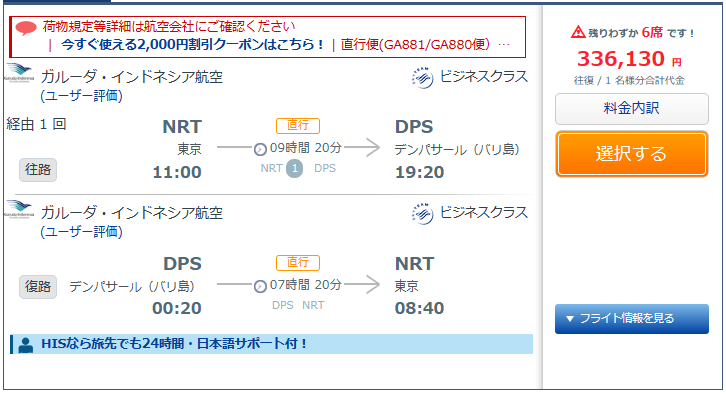 荷物規定等詳細は航空会社にご確認ください
| 今すぐ使える2,000円割引クーポンはこちら！ | 直行便(GA881/GA880便） …
ガルーダ・インドネシア航空
(ユーザー評価)
ビジネスクラス
経由 1 回
往路
NRT
東京
11:00
直行
09時間 20分
NRT 1 DPS
DPS
デンパサール（バリ島）
19:20
ガルーダ・インドネシア航空
(ユーザー評価)
ビジネスクラス
復路
DPS
デンパサール（バリ島）
00:20
直行
07時間 20分
DPS NRT
NRT
東京
08:40
HISなら旅先でも24時間・日本語サポート付！
残りわずか 6席 です！
336,130 円
往復 / 1 名様分合計代金
料金内訳
選択する
▼ フライト情報を見る